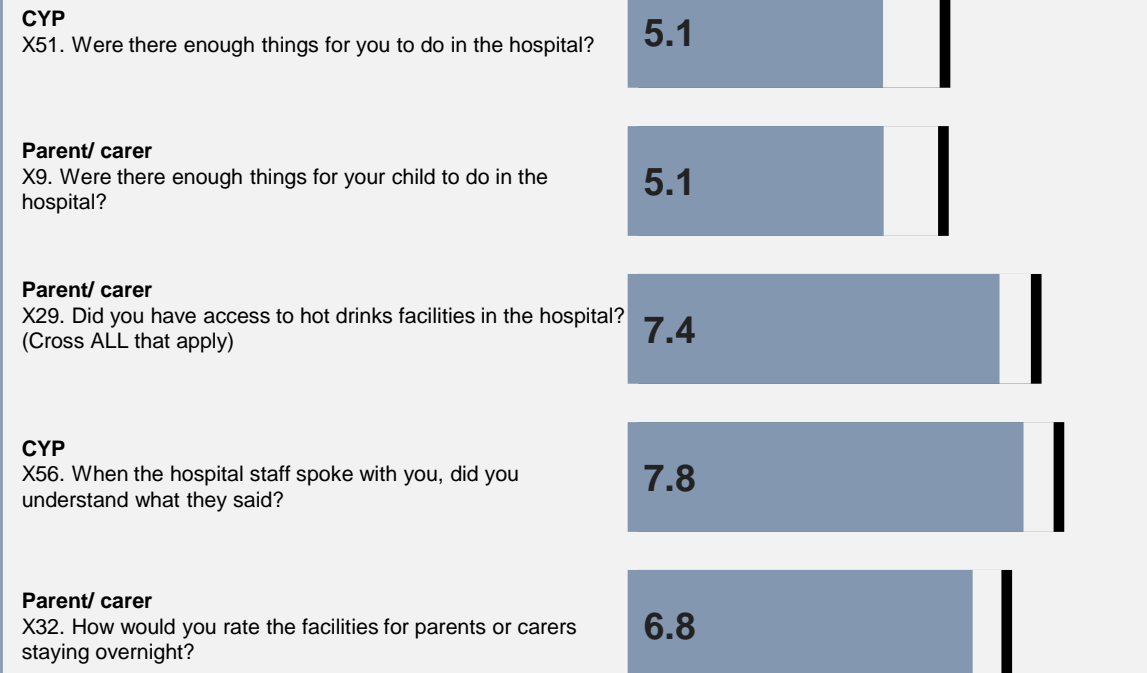 CYP
X51. Were there enough things for you to do in the hospital?
5.1
Parent/ carer
X9. Were there enough things for your child to do in the
hospital?
5.1
Parent/ carer
X29. Did you have access to hot drinks facilities in the hospital?
(Cross ALL that apply)
7.4
CYP
X56. When the hospital staff spoke with you, did you
understand what they said?
7.8
Parent/ carer
X32. How would you rate the facilities for parents or carers
staying overnight?
6.8